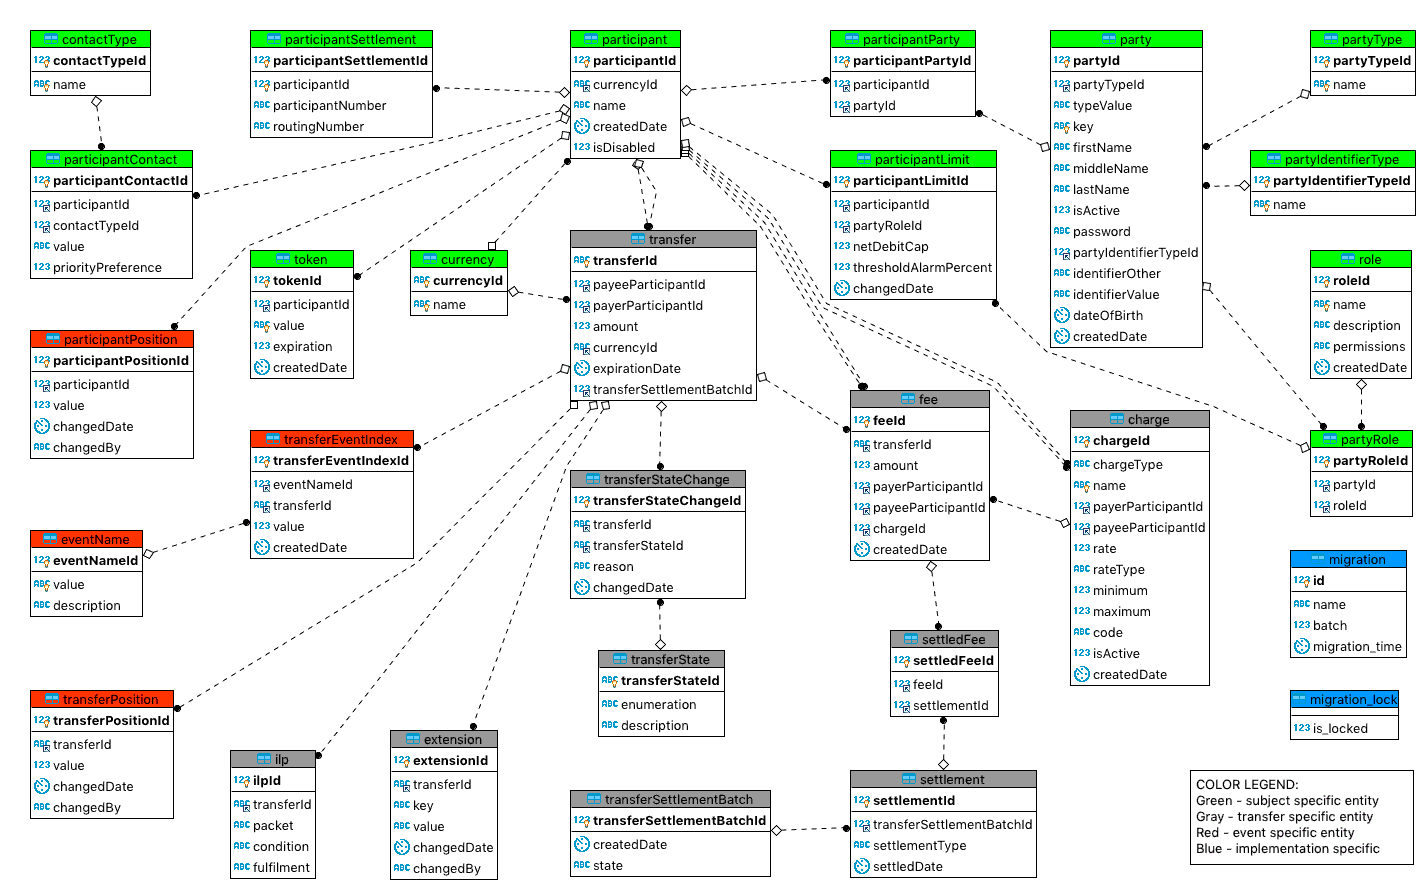 contactType
contactTypeId
name
participantSettlement
participantSettlementId
participantId
participantNumber
routingNumber
participant
participantId
currencyId
name
createdDate
isDisabled
participantParty
participantPartyId
participantId
partyId
party
partyId
partyTypeId
typeValue
key
firstName
middleName
lastName
isActive
password
partyIdentifierTypeId
identifierOther
identifierValue
dateOfBirth
createdDate
partyType
partyTypeId
name
participantContact
participantContactId
participantId
contactTypeId
value
priorityPreference
participantLimit
participantLimitId
participantId
partyRoleId
netDebitCap
thresholdAlarmPercent
changedDate
partyIdentifierType
partyIdentifierTypeId
name
token
tokenId
participantId
value
expiration
createdDate
currency
currencyId
name
transfer
transferId
payeeParticipantId
payerParticipantId
amount
currencyId
expirationDate
transferSettlementBatchId
role
roleId
name
description
permissions
createdDate
participantPosition
participantPositionId
participantId
value
changedDate
changedBy
transferEventIndex
transferEventIndexId
eventNameId
transferId
value
createdDate
transferStateChange
transferStateChangeId
transferId
transferStateId
reason
changedDate
fee
feeId
transferId
amount
payerParticipantId
payeeParticipantId
chargeId
createdDate
charge
chargeId
chargeType
name
payerParticipantId
payeeParticipantId
rate
rateType
minimum
maximum
code
isActive
createdDate
partyRole
partyRoleId
partyId
roleId
eventName
eventNameId
value
description
migration
id
name
batch
migration_time
transferState
transferStateId
enumeration
description
settledFee
settledFeeId
feeId
settlementId
transferPosition
transferPositionId
transferId
value
changedDate
changedBy
migration_lock
is_locked
ilp
ilpId
transferId
packet
condition
fulfilment
extension
extensionId
transferId
key
value
changedDate
changedBy
transferSettlementBatch
transferSettlementBatchId
createdDate
state
settlement
settlementId
transferSettlementBatchId
settlementType
settledDate
COLOR LEGEND:
Green - subject specific entity
Gray - transfer specific entity
Red - event specific entity
Blue - implementation specific